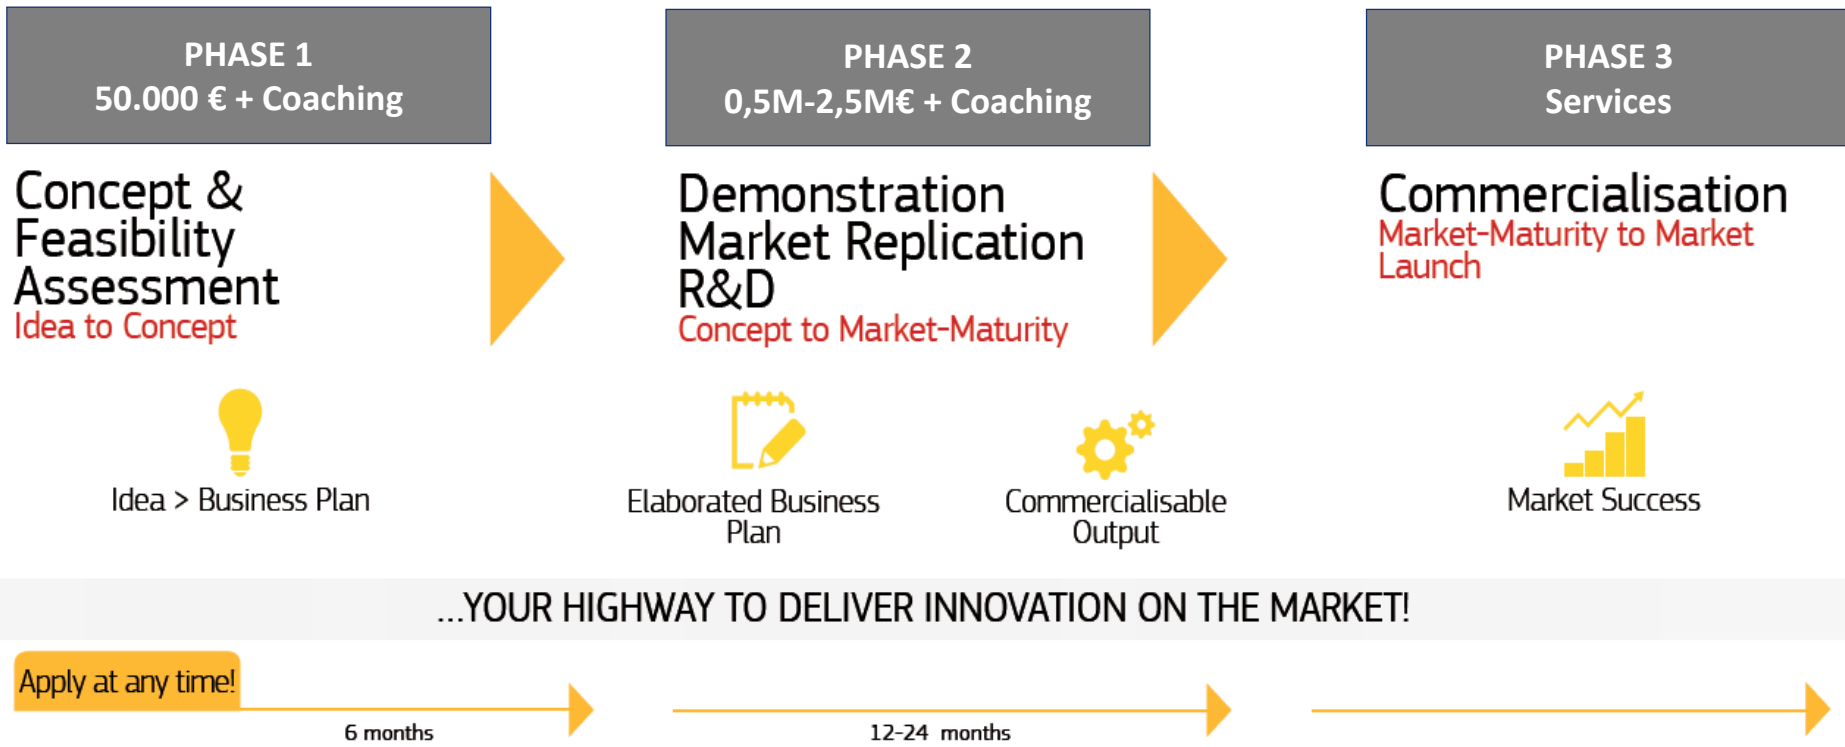 PHASE 1
50.000 € + Coaching
PHASE 2
0,5M-2,5M€ + Coaching
PHASE 3
Services
Concept &
Feasibility
Assessment
Idea to Concept
Demonstration
Market Replication
R&D
Concept to Market-Maturity
Commercialisation
Market-Maturity to Market
Launch
Idea > Business Plan
Elaborated Business
Plan
Commercialisable
Output
Market Success
...YOUR HIGHWAY TO DELIVER INNOVATION ON THE MARKET!
Apply at any time!
6 months
12-24 months